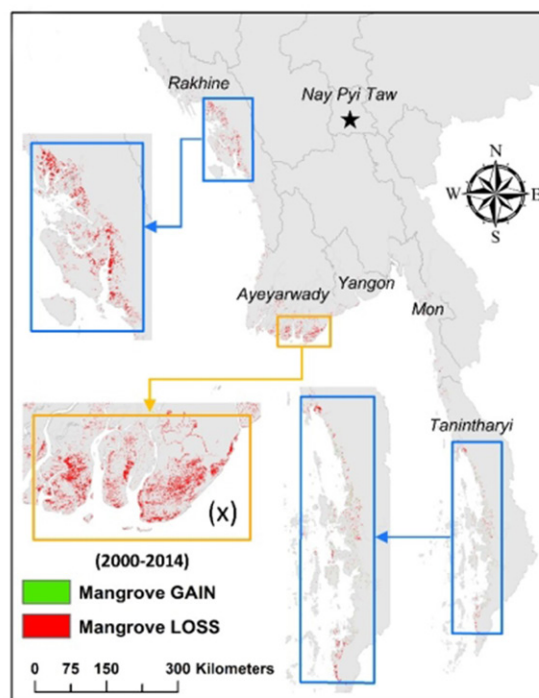 Rakhine
Nay Pyi Taw
N
W
E
S
Yangon
Ayeyarwady
Mon
Tanintharyi
(x)
(2000-2014)
Mangrove GAIN
Mangrove LOSS
0 75 150 300 Kilometers